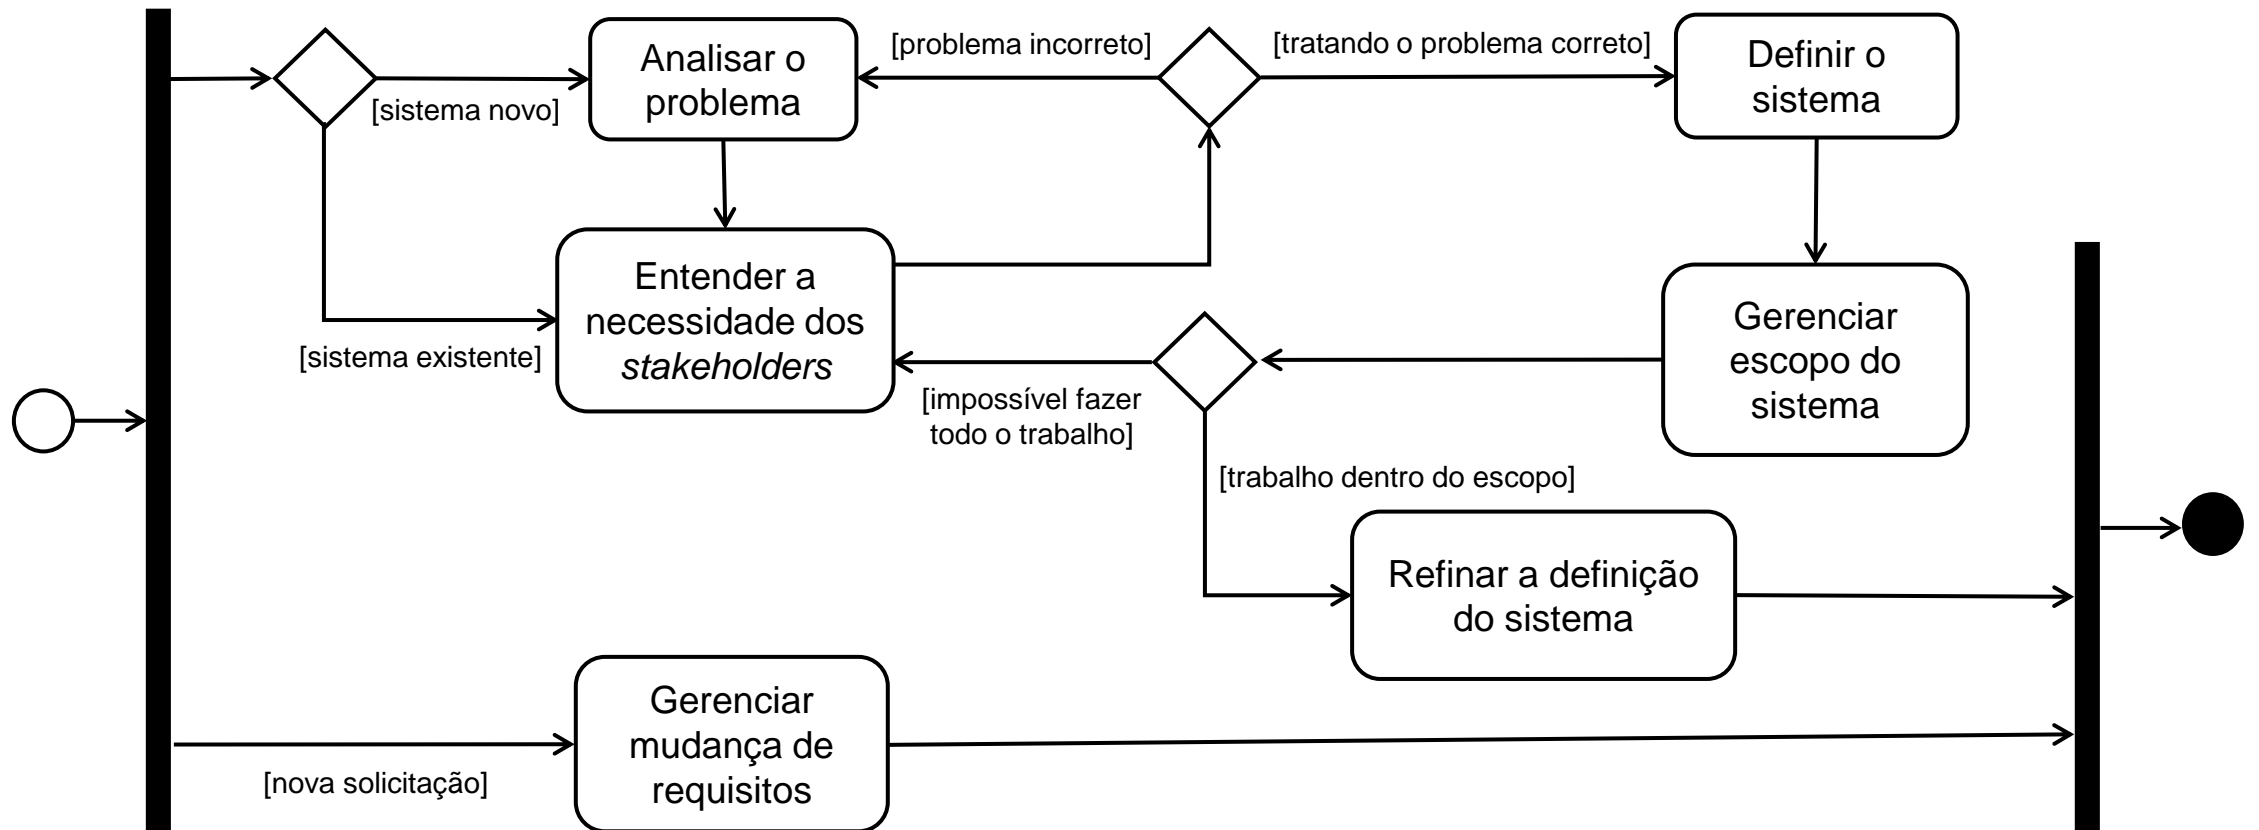 Analisar o
problema
[problema incorreto]
[tratando o problema correto]
Definir o
sistema
[sistema novo]
Entender a
necessidade dos
stakeholders
[sistema existente]
[impossível fazer
todo o trabalho]
Gerenciar
escopo do
sistema
[trabalho dentro do escopo]
Refinar a definição
do sistema
Gerenciar
mudança de
requisitos
[nova solicitação]